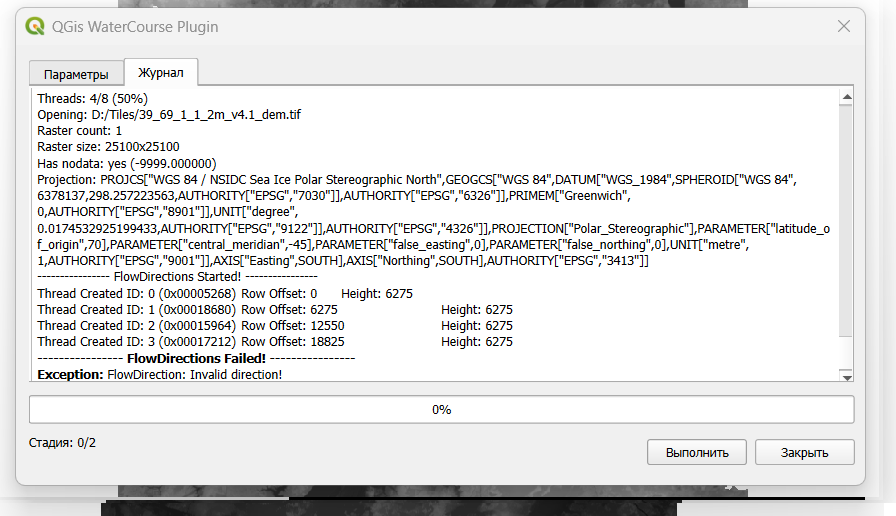 QGis WaterCourse Plugin
Параметры
Журнал
Threads: 4/8 (50%)
Opening: D:/Tiles/39_69_1_1_2m_v4.1_dem.tif
Raster count: 1
Raster size: 25100x25100
Has nodata: yes (-9999.000000)
Projection: PROJCS["WGS 84 / NSIDC Sea Ice Polar Stereographic North",GEOGCS["WGS 84",DATUM["WGS_1984",SPHEROID["WGS 84",
6378137,298.257223563,AUTHORITY["EPSG","7030"]],AUTHORITY["EPSG","6326"]],PRIMEM["Greenwich",
0,AUTHORITY["EPSG","8901"]],UNIT["degree",
0.0174532925199433,AUTHORITY["EPSG","9122"]],AUTHORITY["EPSG","4326"]],PROJECTION["Polar_Stereographic"],PARAMETER["latitude_o
f_origin",70],PARAMETER["central_meridian",-45],PARAMETER["false_easting",0],PARAMETER["false_northing",0],UNIT["metre",
1,AUTHORITY["EPSG","9001"]],AXIS["Easting",SOUTH],AXIS["Northing",SOUTH],AUTHORITY["EPSG","3413"]]
---------------- FlowDirections Started! ----------------
Thread Created ID: 0 (0x00005268) Row Offset: 0 Height: 6275
Thread Created ID: 1 (0x00018680) Row Offset: 6275 Height: 6275
Thread Created ID: 2 (0x00015964) Row Offset: 12550 Height: 6275
Thread Created ID: 3 (0x00017212) Row Offset: 18825 Height: 6275
---------------- FlowDirections Failed! ----------------
Exception: FlowDirection: Invalid direction!
0%
Стадия: 0/2
Выполнить
Закрыть